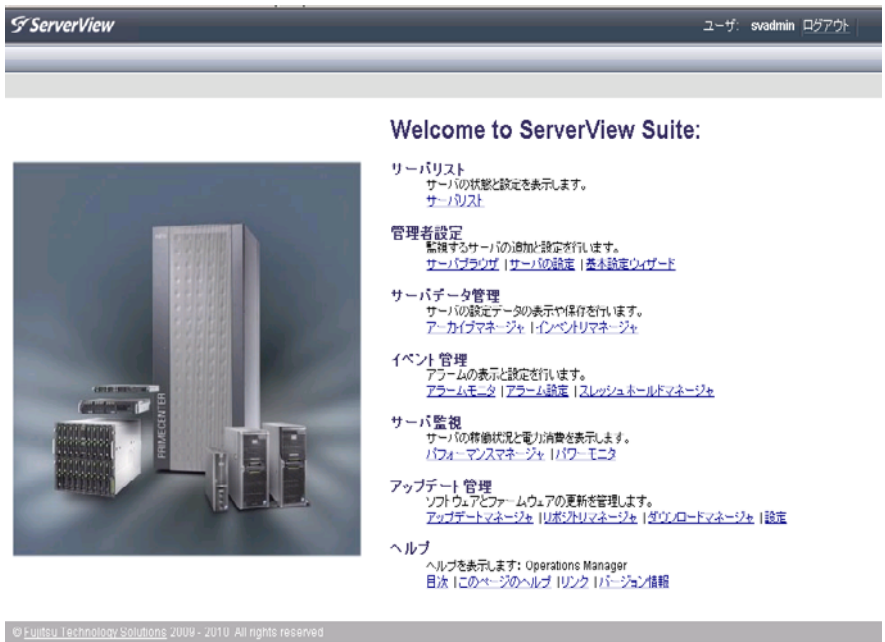 ServerView
ユーザ: svadmin ログアウト
Welcome to ServerView Suite:
サーバリスト
サーバの状態と設定を表示します。
サーバリスト
管理者設定
監視するサーバの追加と設定を行います。
サーバブラウザ | サーバの設定 | 基本設定ウィザード
サーバデータ管理
サーバの設定データの表示や保存を行います。
アーカイブマネージャ | インベントリマネージャ
イベント管理
アラームの表示と設定を行います。
アラームモニタ | アラーム設定 | スレッシュホールドマネージャ
サーバ監視
サーバの稼働状況と電力消費を表示します。
パフォーマンスマネージャ | パワーモニタ
アップデート管理
ソフトウェアとファームウェアの更新を管理します。
アップデートマネージャ | リポジトリマネージャ | ダウンロードマネージャ | 設定
ヘルプ
ヘルプを表示します: Operations Manager
目次 | このページのヘルプ | リンク | バージョン情報
PRIMECENTER
© Fujitsu Technology Solutions 2009 - 2010 All rights reserved